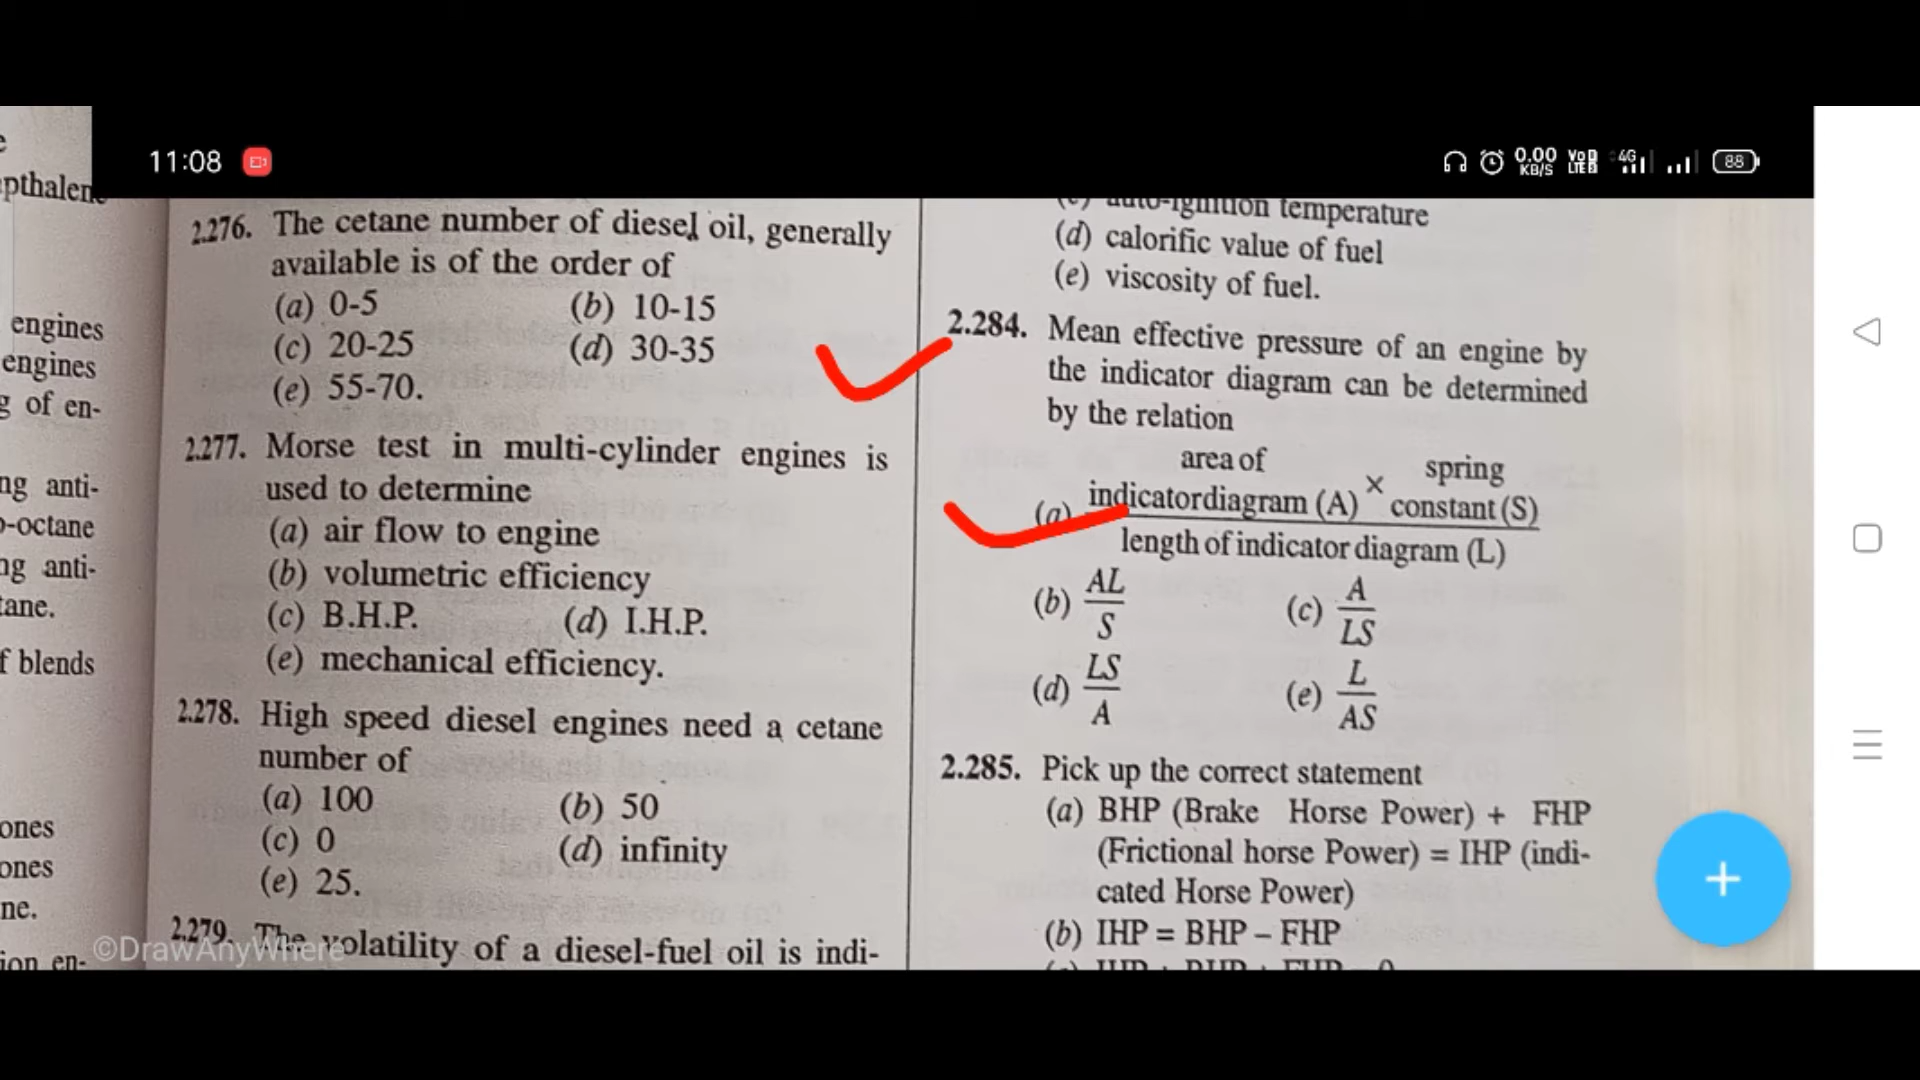 11:08
0.00 KB/S
4G
88
engines
engines
of en-
ng anti-
-octane
ng anti-
f blends
ones
ones
ne.
ion en-
2.276. The cetane number of diesel oil, generally
available is of the order of
(a) 0-5 (b) 10-15
(c) 20-25 (d) 30-35
(e) 55-70.
2.277. Morse test in multi-cylinder engines is
used to determine
(a) air flow to engine
(b) volumetric efficiency
(c) B.H.P. (d) I.H.P.
(e) mechanical efficiency.
2.278. High speed diesel engines need a cetane
number of
(a) 100 (b) 50
(c) 0 (d) infinity
(e) 25.
2.279. The volatility of a diesel-fuel oil is indi-
©DrawAnyWhere
auto-ignition temperature
(d) calorific value of fuel
(e) viscosity of fuel.
2.284. Mean effective pressure of an engine by
the indicator diagram can be determined
by the relation
area of spring
(a) indicatordiagram (A) × constant (S)
length of indicator diagram (L)
(b) AL/S (c) A/LS
(d) LS/A (e) L/AS
2.285. Pick up the correct statement
(a) BHP (Brake Horse Power) + FHP
(Frictional horse Power) = IHP (indi-
cated Horse Power)
(b) IHP = BHP – FHP